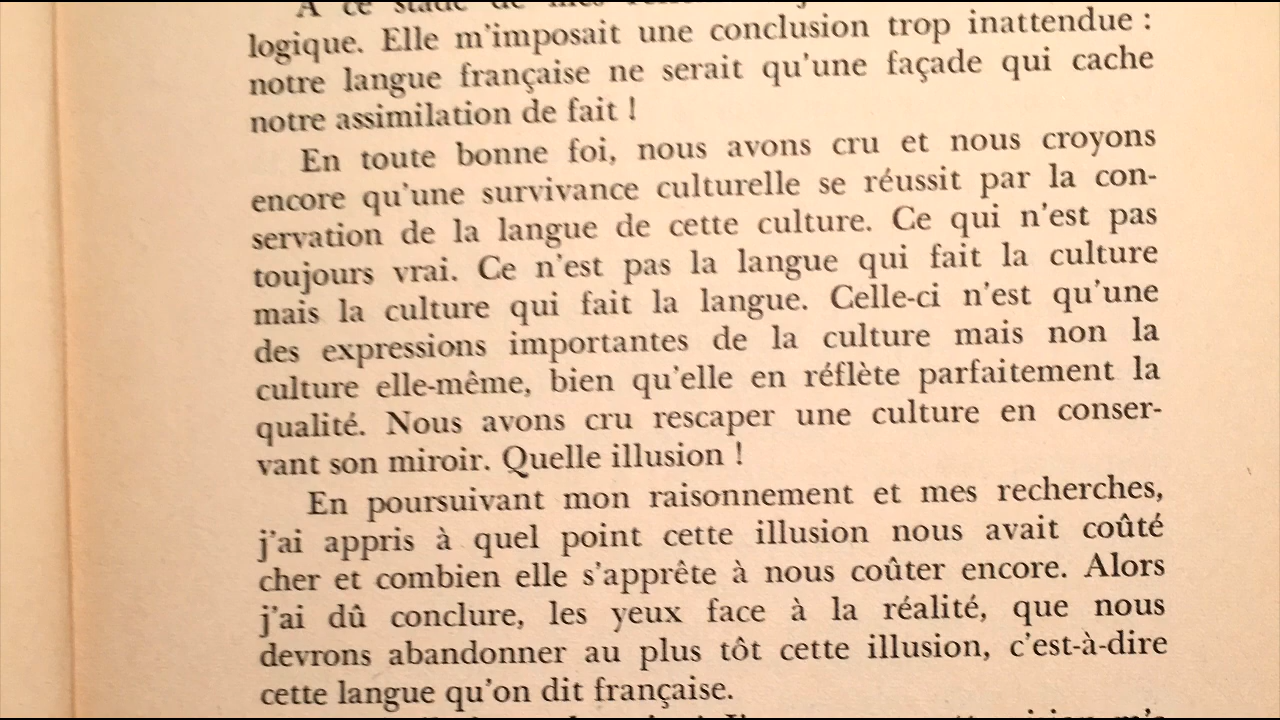 A ce stade de mes
logique. Elle m'imposait une conclusion trop inattendue :
notre langue française ne serait qu'une façade qui cache
notre assimilation de fait !
En toute bonne foi, nous avons cru et nous croyons
encore qu'une survivance culturelle se réussit par la con-
servation de la langue de cette culture. Ce qui n'est pas
toujours vrai. Ce n'est pas la langue qui fait la culture
mais la culture qui fait la langue. Celle-ci n'est qu'une
des expressions importantes de la culture mais non la
culture elle-même, bien qu'elle en réflète parfaitement la
qualité. Nous avons cru rescaper une culture en conser-
vant son miroir. Quelle illusion !
En poursuivant mon raisonnement et mes recherches,
j'ai appris à quel point cette illusion nous avait coûté
cher et combien elle s'apprête à nous coûter encore. Alors
j'ai dû conclure, les yeux face à la réalité, que nous
devrons abandonner au plus tôt cette illusion, c'est-à-dire
cette langue qu'on dit française.